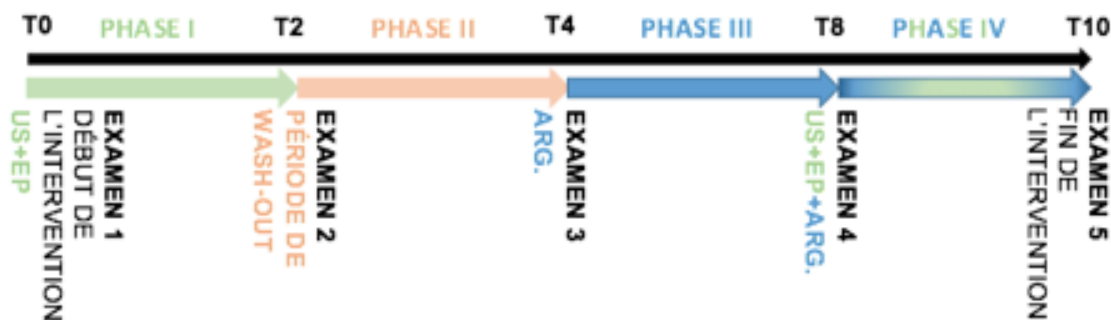 T0 PHASE I T2 PHASE II T4 PHASE III T8 PHASE IV T10
EXAMEN 1
DÉBUT DE
L'INTERVENTION
US+EP
EXAMEN 2
PÉRIODE DE
WASH-OUT
EXAMEN 3
ARG.
EXAMEN 4
US+EP+ARG.
EXAMEN 5
FIN DE
L'INTERVENTION